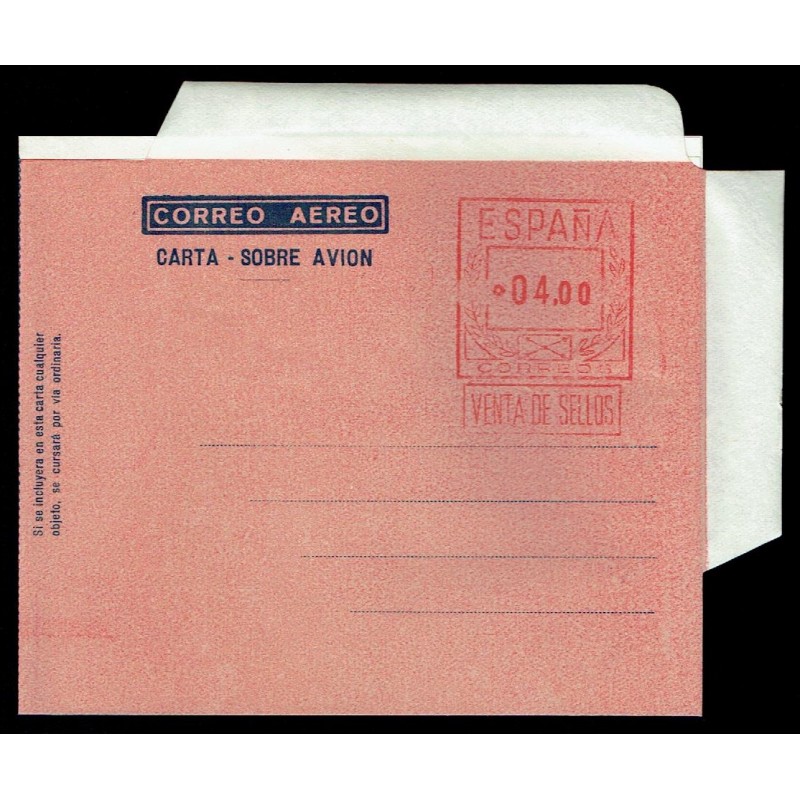 CORREO AEREO
CARTA - SOBRE AVION
ESPAÑA
04,00
CORREOS
VENTA DE SELLOS
Si se incluyera en esta carta cualquier
objeto, se cursará por vía ordinaria.